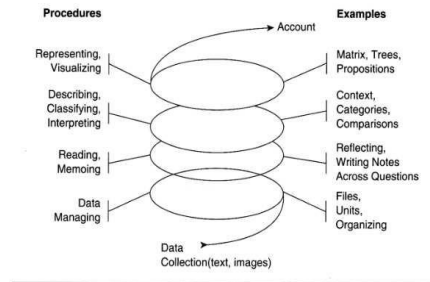 Procedures
Examples
Account
Representing,
Visualizing
Matrix, Trees,
Propositions
Describing,
Classifying,
Interpreting
Context,
Categories,
Comparisons
Reading,
Memoing
Reflecting,
Writing Notes
Across Questions
Data
Managing
Files,
Units,
Organizing
Data
Collection(text, images)